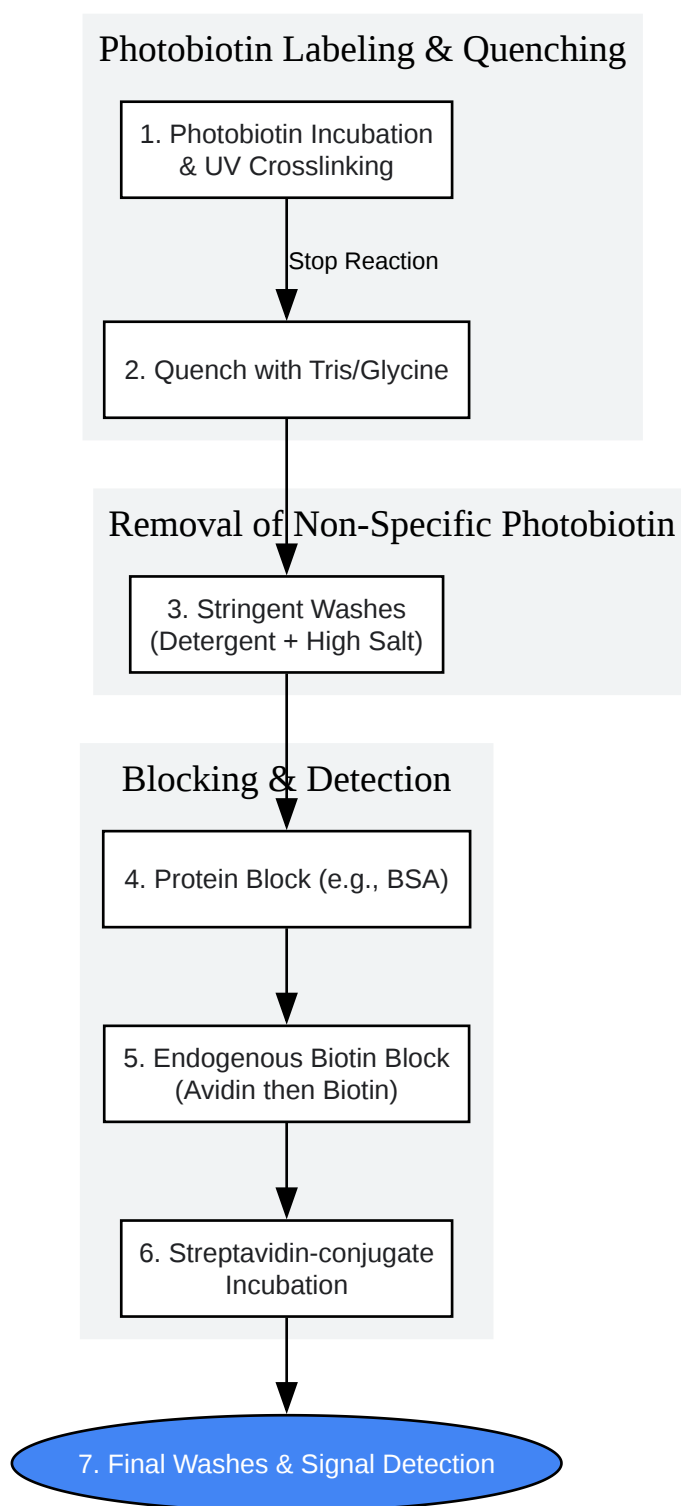 Photobiotin Labeling & Quenching
1. Photobiotin Incubation
& UV Crosslinking
Stop Reaction
2. Quench with Tris/Glycine
Removal of Non-Specific Photobiotin
3. Stringent Washes
(Detergent + High Salt)
Blocking & Detection
4. Protein Block (e.g., BSA)
5. Endogenous Biotin Block
(Avidin then Biotin)
6. Streptavidin-conjugate
Incubation
7. Final Washes & Signal Detection